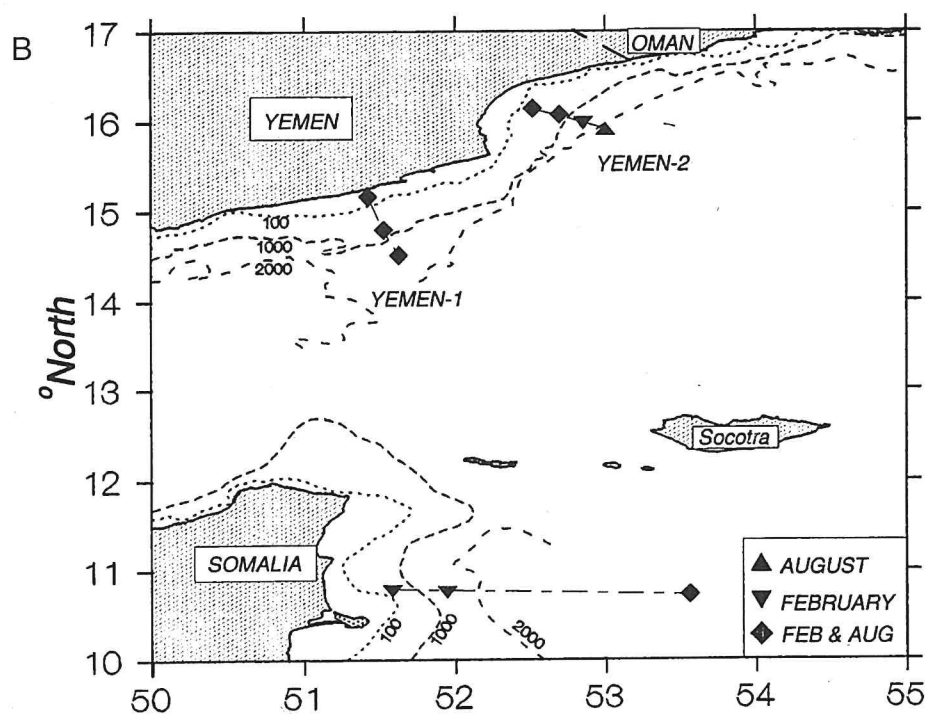 B
17
16
15
14
13
12
11
10
°North
50
51
52
53
54
55
OMAN
YEMEN
YEMEN-2
100
1000
2000
YEMEN-1
Socotra
SOMALIA
100
1000
2000
AUGUST
FEBRUARY
FEB & AUG